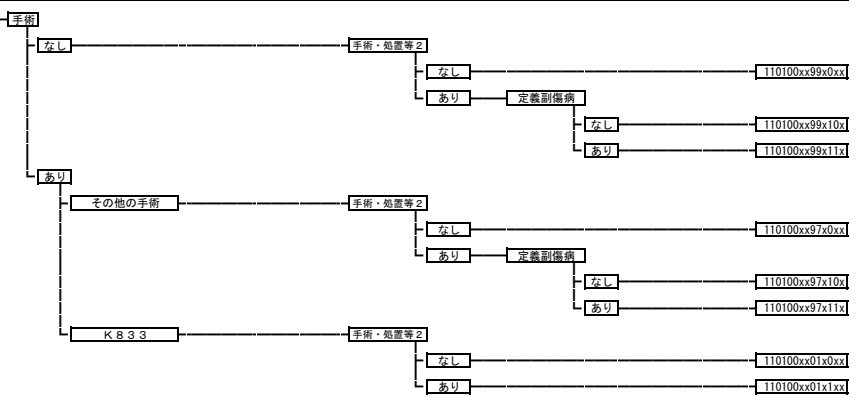 手術
なし 手術・処置等２
なし 110100xx99x0xx
あり 定義副傷病
なし 110100xx99x10x
あり 110100xx99x11x
あり
その他の手術 手術・処置等２
なし 110100xx97x0xx
あり 定義副傷病
なし 110100xx97x10x
あり 110100xx97x11x
Ｋ８３３ 手術・処置等２
なし 110100xx01x0xx
あり 110100xx01x1xx